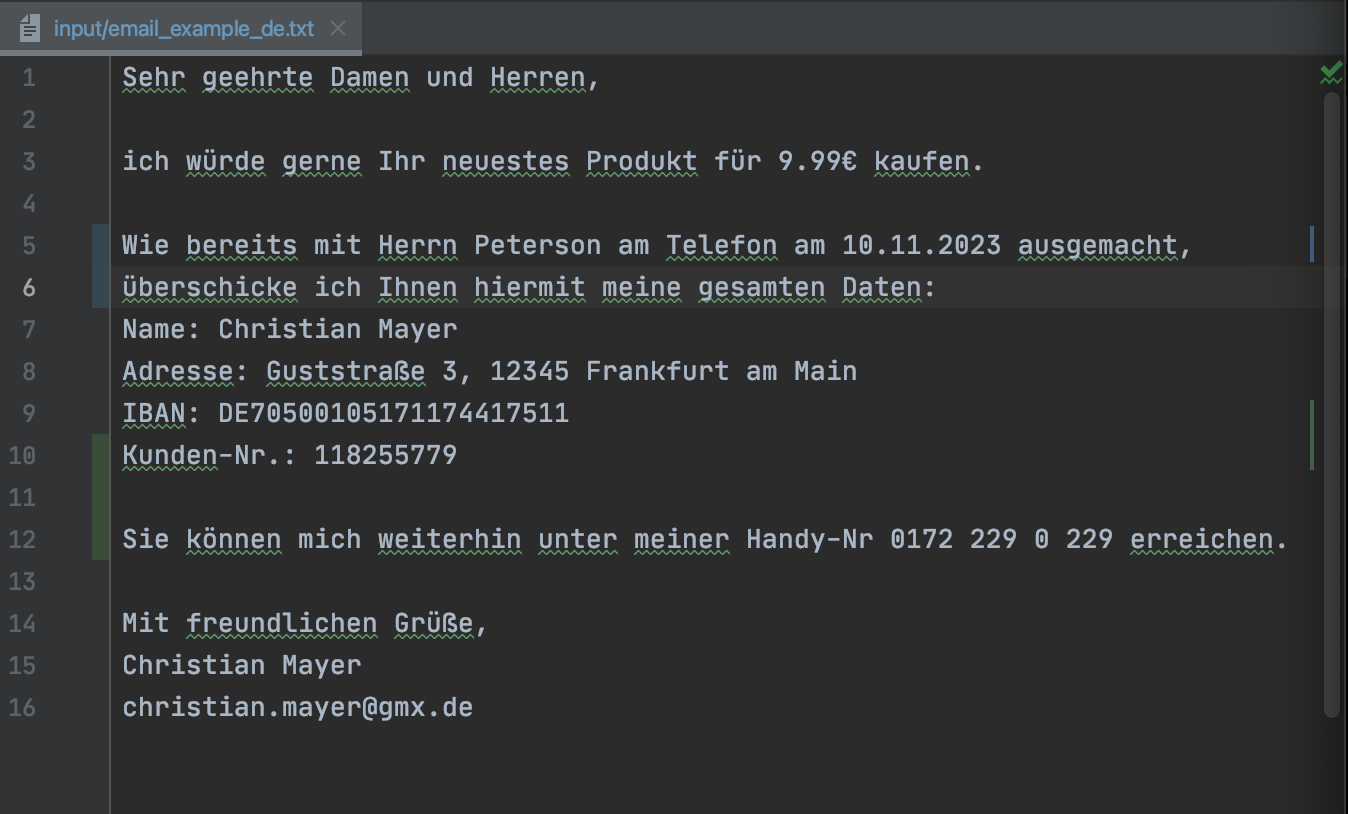 input/email_example_de.txt
1 Sehr geehrte Damen und Herren,
2
3 ich würde gerne Ihr neuestes Produkt für 9.99€ kaufen.
4
5 Wie bereits mit Herrn Peterson am Telefon am 10.11.2023 ausgemacht,
6 überschicke ich Ihnen hiermit meine gesamten Daten:
7 Name: Christian Mayer
8 Adresse: Guststraße 3, 12345 Frankfurt am Main
9 IBAN: DE70500105171174417511
10 Kunden-Nr.: 118255779
11
12 Sie können mich weiterhin unter meiner Handy-Nr 0172 229 0 229 erreichen.
13
14 Mit freundlichen Grüße,
15 Christian Mayer
16 christian.mayer@gmx.de